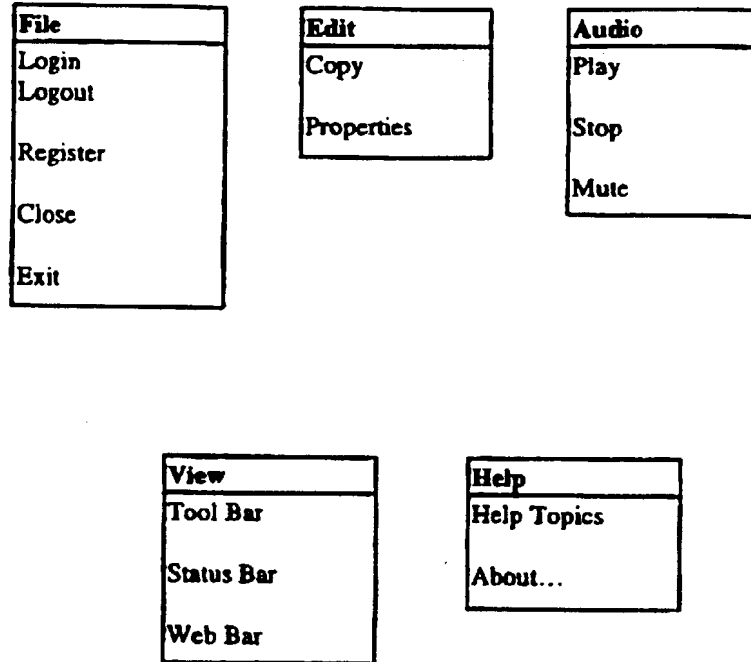 File
Login
Logout
Register
Close
Exit
Edit
Copy
Properties
Audio
Play
Stop
Mute
View
Tool Bar
Status Bar
Web Bar
Help
Help Topics
About...